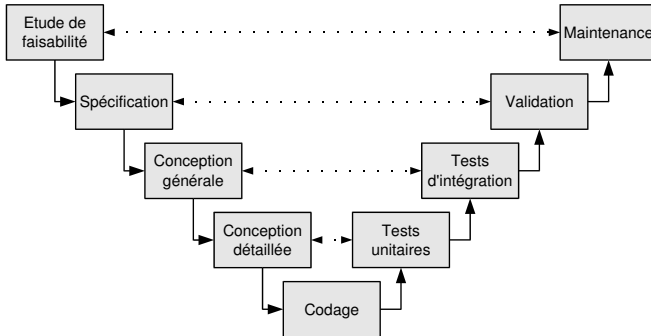 Etude de
faisabilité
Maintenance
Spécification
Validation
Conception
générale
Tests
d'intégration
Conception
détaillée
Tests
unitaires
Codage